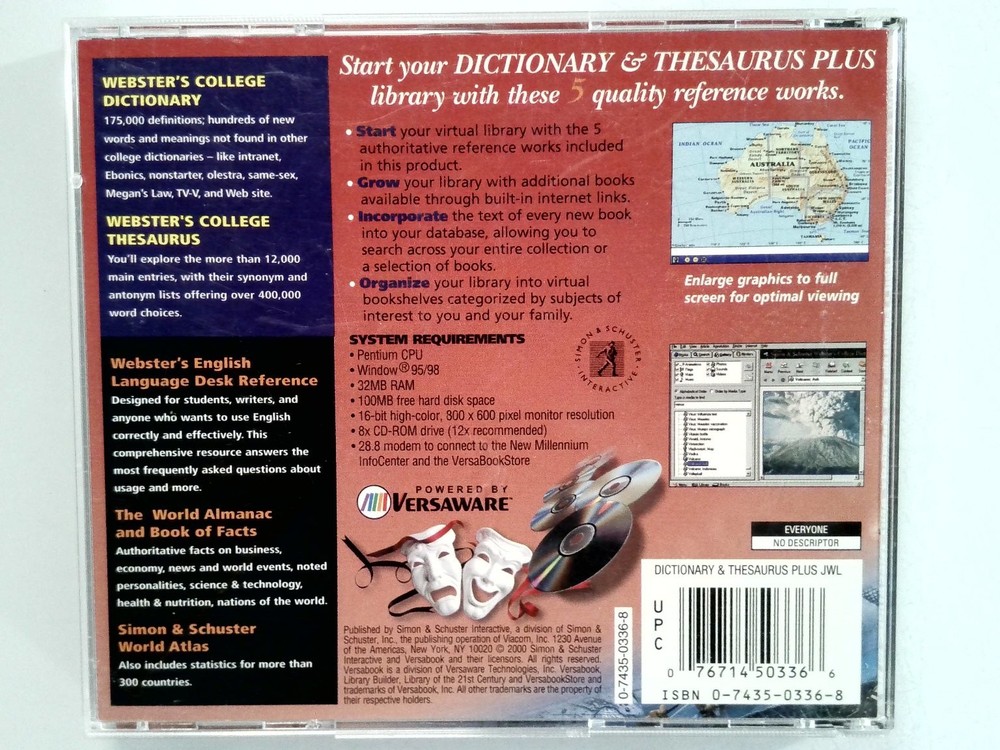 WEBSTER'S COLLEGE
DICTIONARY
175,000 definitions; hundreds of new
words and meanings not found in other
college dictionaries – like intranet,
Ebonics, nonstarter, olestra, same-sex,
Megan's Law, TV-V, and Web site.
WEBSTER'S COLLEGE
THESAURUS
You'll explore the more than 12,000
main entries, with their synonym and
antonym lists offering over 400,000
word choices.
Webster's English
Language Desk Reference
Designed for students, writers, and
anyone who wants to use English
correctly and effectively. This
comprehensive resource answers the
most frequently asked questions about
usage and more.
The World Almanac
and Book of Facts
Authoritative facts on business,
economy, news and world events, noted
personalities, science & technology,
health & nutrition, nations of the world.
Simon & Schuster
World Atlas
Also includes statistics for more than
300 countries.
Start your DICTIONARY & THESAURUS PLUS
library with these 5 quality reference works.
• Start your virtual library with the 5
authoritative reference works included
in this product.
• Grow your library with additional books
available through built-in internet links.
• Incorporate the text of every new book
into your database, allowing you to
search across your entire collection or
a selection of books.
• Organize your library into virtual
bookshelves categorized by subjects of
interest to you and your family.
SYSTEM REQUIREMENTS
• Pentium CPU
• Window® 95/98
• 32MB RAM
• 100MB free hard disk space
• 16-bit high-color, 800 x 600 pixel monitor resolution
• 8x CD-ROM drive (12x recommended)
• 28.8 modem to connect to the New Millennium
InfoCenter and the VersaBookStore
SIMON & SCHUSTER
INTERACTIVE
POWERED BY
VERSAWARE™
Published by Simon & Schuster Interactive, a division of Simon &
Schuster, Inc., the publishing operation of Viacom, Inc. 1230 Avenue
of the Americas, New York, NY 10020 © 2000 Simon & Schuster
Interactive and Versabook and their licensors. All rights reserved.
Versabook is a division of Versaware Technologies, Inc. Versabook,
Library Builder, Library of the 21st Century and VersabookStore and
trademarks of Versabook, Inc. All other trademarks are the property of
their respective holders.
INDIAN OCEAN
PACIFIC
OCEAN
AUSTRALIA
Enlarge graphics to full
screen for optimal viewing
EVERYONE
NO DESCRIPTOR
DICTIONARY & THESAURUS PLUS JWL
UPC
0 76714 50336 6
ISBN 0-7435-0336-8
0-7435-0336-8